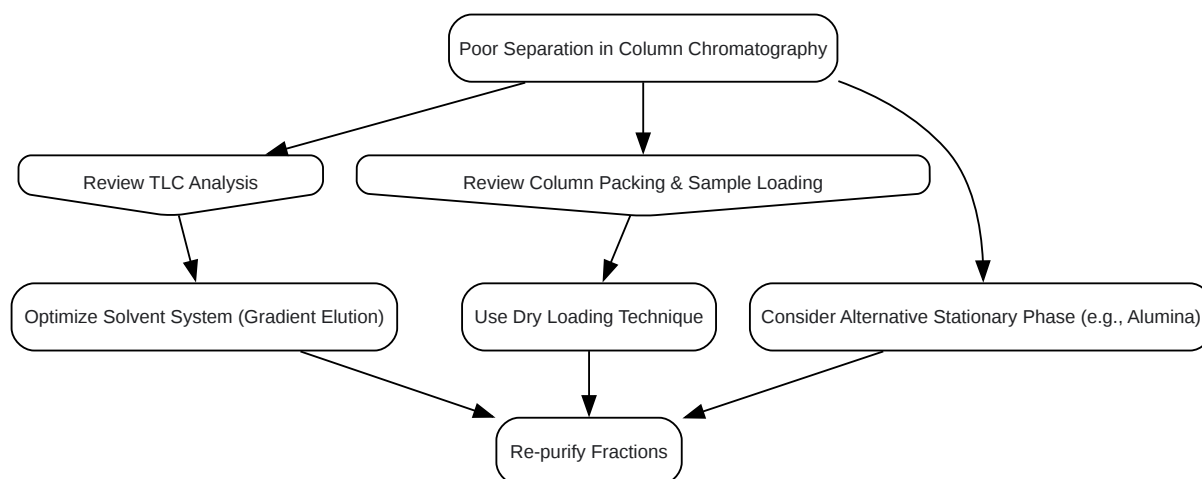 Poor Separation in Column Chromatography
Review TLC Analysis
Review Column Packing & Sample Loading
Optimize Solvent System (Gradient Elution)
Use Dry Loading Technique
Consider Alternative Stationary Phase (e.g., Alumina)
Re-purify Fractions